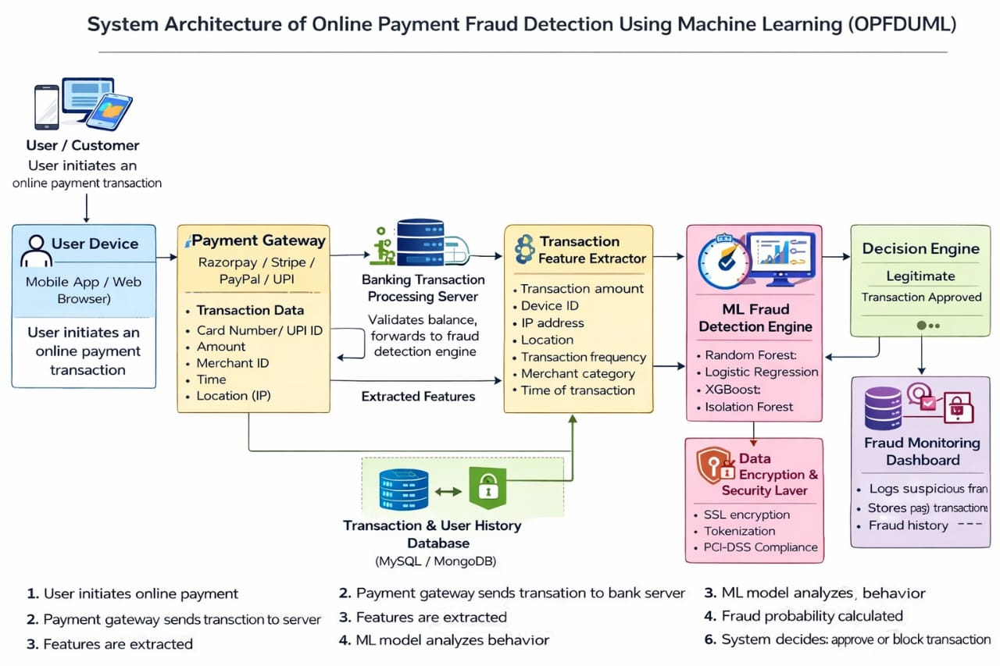 System Architecture of Online Payment Fraud Detection Using Machine Learning (OPFDUML)
User / Customer
User initiates an
online payment transaction
User Device
Mobile App / Web
Browser)
User initiates an
online payment
transaction
Payment Gateway
Razorpay / Stripe /
PayPal / UPI
• Transaction Data
• Card Number/ UPI ID
• Amount
• Merchant ID
• Time
• Location (IP)
Banking Transaction
Processing Server
Validates balance,
forwards to fraud
detection engine
Extracted Features
Transaction
Feature Extractor
• Transaction amount
• Device ID
• IP address
• Location
• Transaction frequency
• Merchant category
• Time of transaction
ML Fraud
Detection Engine
• Random Forest:
• Logistic Regression
• XGBoost:
• Isolation Forest
Decision Engine
Legitimate
Transaction Approved
Data
Encryption &
Security Laver
• SSL encryption
• Tokenization
• PCI-DSS Compliance
Fraud Monitoring
Dashboard
• Logs suspicious fran
• Stores pas) transactions
• Fraud history ---
Transaction & User History
Database
(MySQL / MongoDB)
1. User initiates online payment
2. Payment gateway sends transction to server
3. Features are extracted
2. Payment gateway sends transation to bank server
3. Features are extracted
4. ML model analyzes behavior
3. ML model analyzes, behavior
4. Fraud probability calculated
6. System decides: approve or block transaction